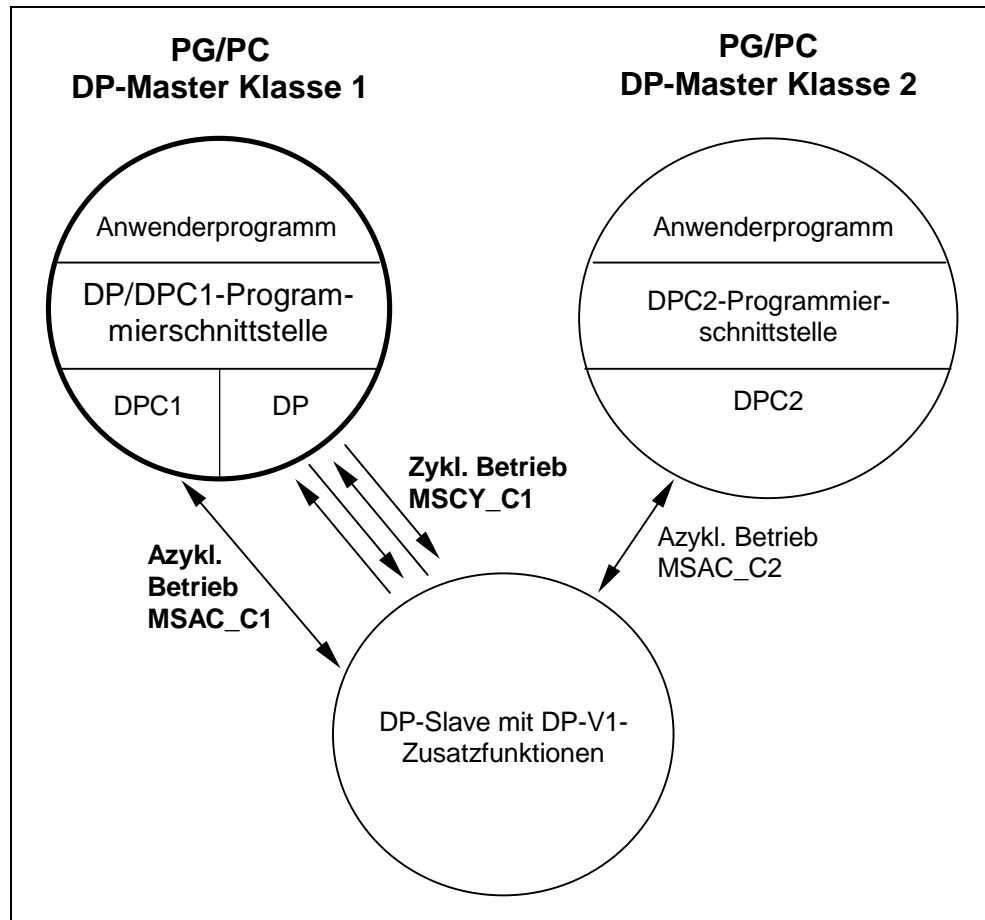 PG/PC
DP-Master Klasse 1
PG/PC
DP-Master Klasse 2
Anwenderprogramm
DP/DPC1-Program-
mierschnittstelle
DPC1
DP
Anwenderprogramm
DPC2-Programmier-
schnittstelle
DPC2
Zykl. Betrieb
MSCY_C1
Azykl.
Betrieb
MSAC_C1
Azykl. Betrieb
MSAC_C2
DP-Slave mit DP-V1-
Zusatzfunktionen